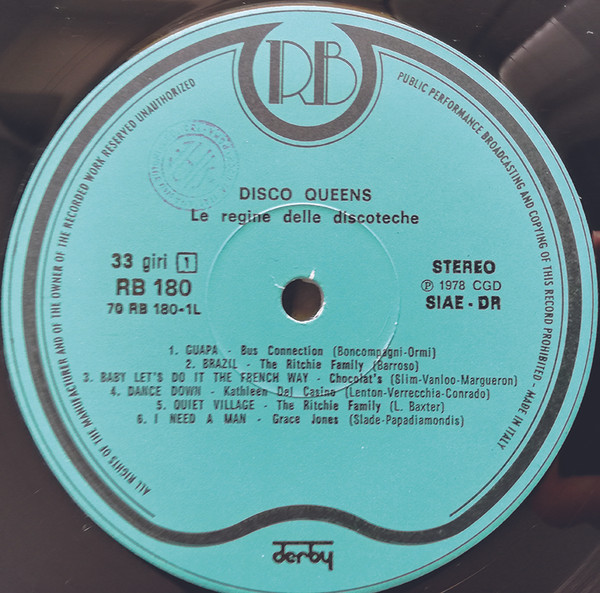 RB
ALL RIGHTS OF THE MANUFACTURER AND OF THE OWNER OF THE RECORDED WORK RESERVED UNAUTHORIZED
PUBLIC PERFORMANCE BROADCASTING AND COPYING OF THIS RECORD PROHIBITED - MADE IN ITALY
DISCO QUEENS
Le regine delle discoteche
33 giri 1
RB 180
70 RB 180-1L
STEREO
℗ 1978 CGD
SIAE - DR
1. GUAPA - Bus Connection (Boncompagni-Ormi)
2. BRAZIL - The Ritchie Family (Barroso)
3. BABY LET'S DO IT THE FRENCH WAY - Chocolat's (Slim-Vanloo-Margueron)
4. DANCE DOWN - Kathleen Del Casino (Lenton-Verrecchia-Conrado)
5. QUIET VILLAGE - The Ritchie Family (L. Baxter)
6. I NEED A MAN - Grace Jones (Slade-Papadiamondis)
derby